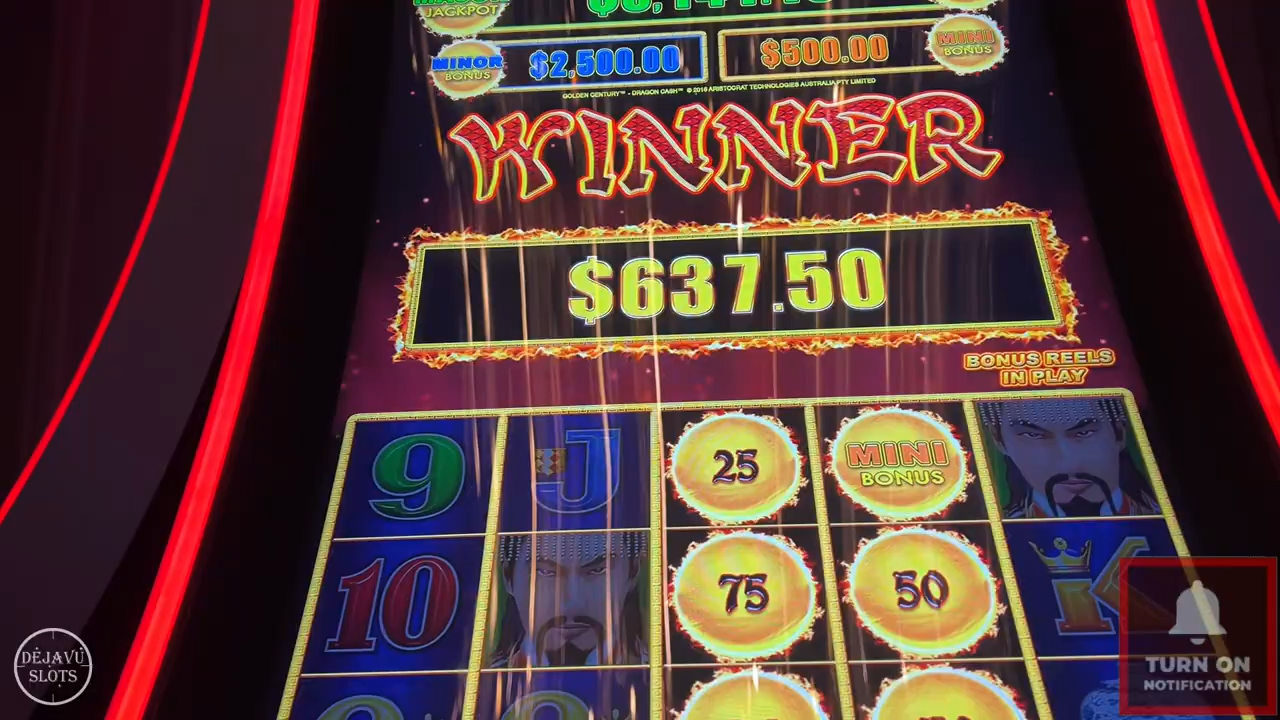 JACKPOT
MINOR
BONUS
$2,500.00
$500.00
MINI
BONUS
GOLDEN CENTURY™ - DRAGON CASH™ © 2016 ARISTOCRAT TECHNOLOGIES AUSTRALIA PTY LIMITED
WINNER
$637.50
BONUS REELS
IN PLAY
9
J
25
MINI
BONUS
10
75
50
K
DÉJAVÚ
SLOTS
TURN ON
NOTIFICATION